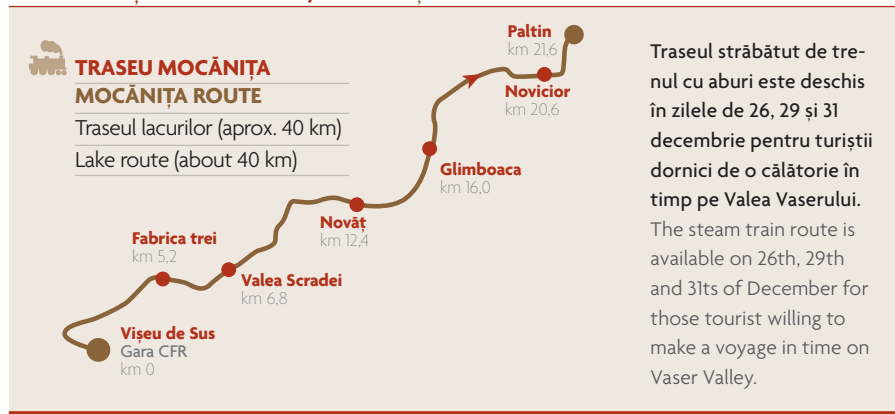 TRASEU MOCĂNIȚA
MOCĂNIȚA ROUTE
Traseul lacurilor (aprox. 40 km)
Lake route (about 40 km)
Paltin
km 21,6
Novicior
km 20,6
Glimboaca
km 16,0
Novăț
km 12,4
Fabrica trei
km 5,2
Valea Scradei
km 6,8
Vișeu de Sus
Gara CFR
km 0
Traseul străbătut de tre-
nul cu aburi este deschis
în zilele de 26, 29 și 31
decembrie pentru turiștii
dornici de o călătorie în
timp pe Valea Vaserului.
The steam train route is
available on 26th, 29th
and 31ts of December for
those tourist willing to
make a voyage in time on
Vaser Valley.